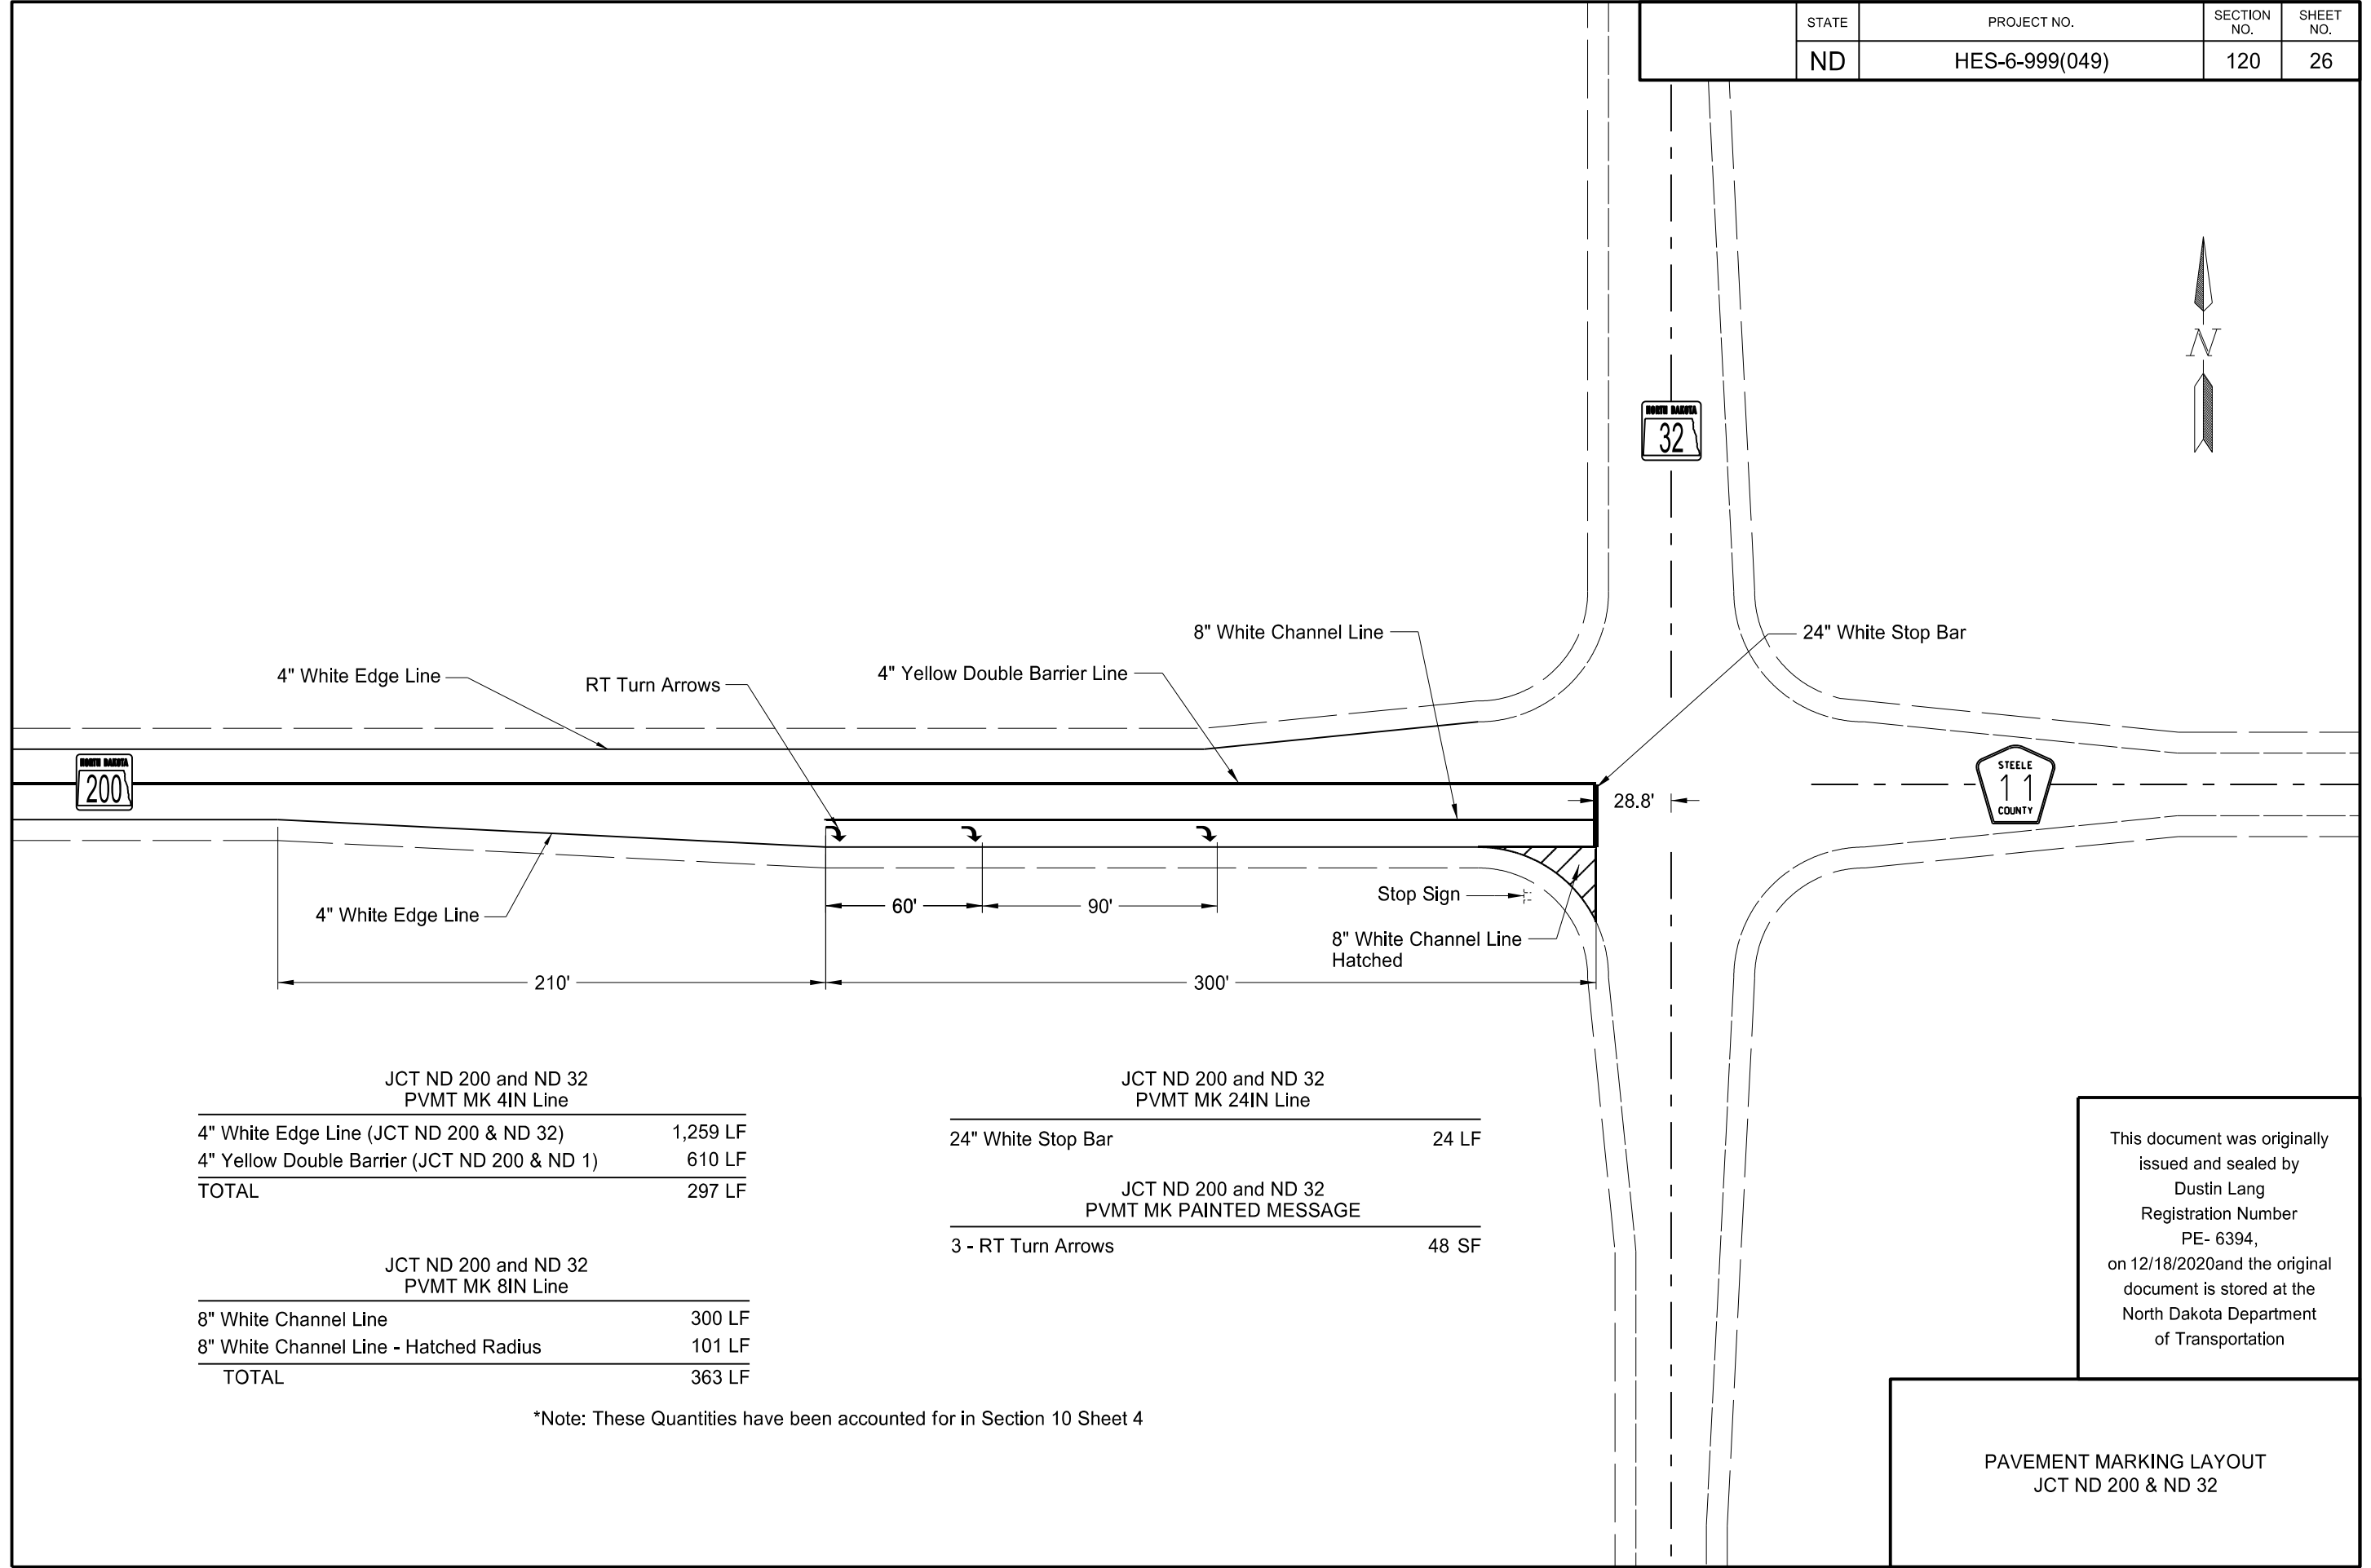 STATE
PROJECT NO.
SECTION
NO.
SHEET
NO.
ND
HES-6-999(049)
120
26
N
NORTH DAKOTA
32
8" White Channel Line
24" White Stop Bar
4" White Edge Line
RT Turn Arrows
4" Yellow Double Barrier Line
NORTH DAKOTA
200
STEELE
11
COUNTY
28.8'
4" White Edge Line
60'
90'
Stop Sign
8" White Channel Line
Hatched
210'
300'
JCT ND 200 and ND 32
PVMT MK 4IN Line
4" White Edge Line (JCT ND 200 & ND 32) 1,259 LF
4" Yellow Double Barrier (JCT ND 200 & ND 1) 610 LF
TOTAL 297 LF
JCT ND 200 and ND 32
PVMT MK 8IN Line
8" White Channel Line 300 LF
8" White Channel Line - Hatched Radius 101 LF
TOTAL 363 LF
JCT ND 200 and ND 32
PVMT MK 24IN Line
24" White Stop Bar 24 LF
JCT ND 200 and ND 32
PVMT MK PAINTED MESSAGE
3 - RT Turn Arrows 48 SF
*Note: These Quantities have been accounted for in Section 10 Sheet 4
This document was originally
issued and sealed by
Dustin Lang
Registration Number
PE- 6394,
on 12/18/2020and the original
document is stored at the
North Dakota Department
of Transportation
PAVEMENT MARKING LAYOUT
JCT ND 200 & ND 32